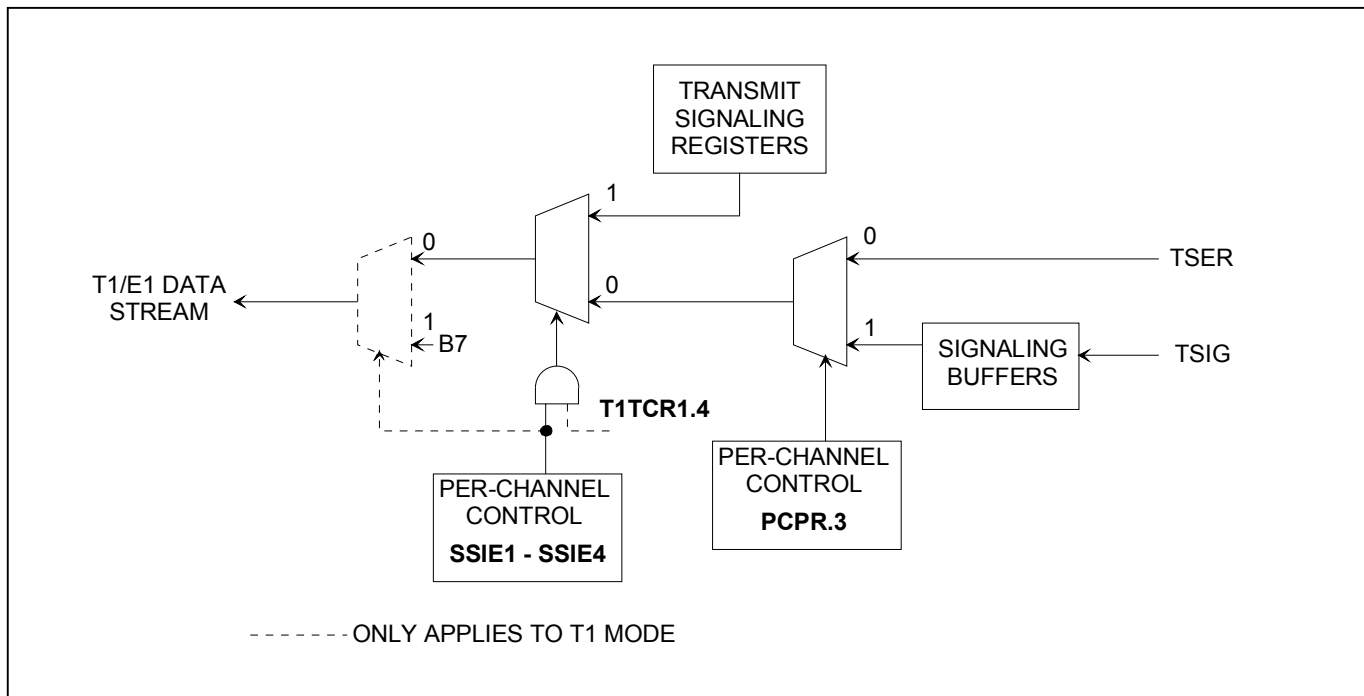 TRANSMIT
SIGNALING
REGISTERS
1
0
0
TSER
T1/E1 DATA
STREAM
0
1
B7
1
SIGNALING
BUFFERS
TSIG
T1TCR1.4
PER-CHANNEL
CONTROL
SSIE1 - SSIE4
PER-CHANNEL
CONTROL
PCPR.3
ONLY APPLIES TO T1 MODE